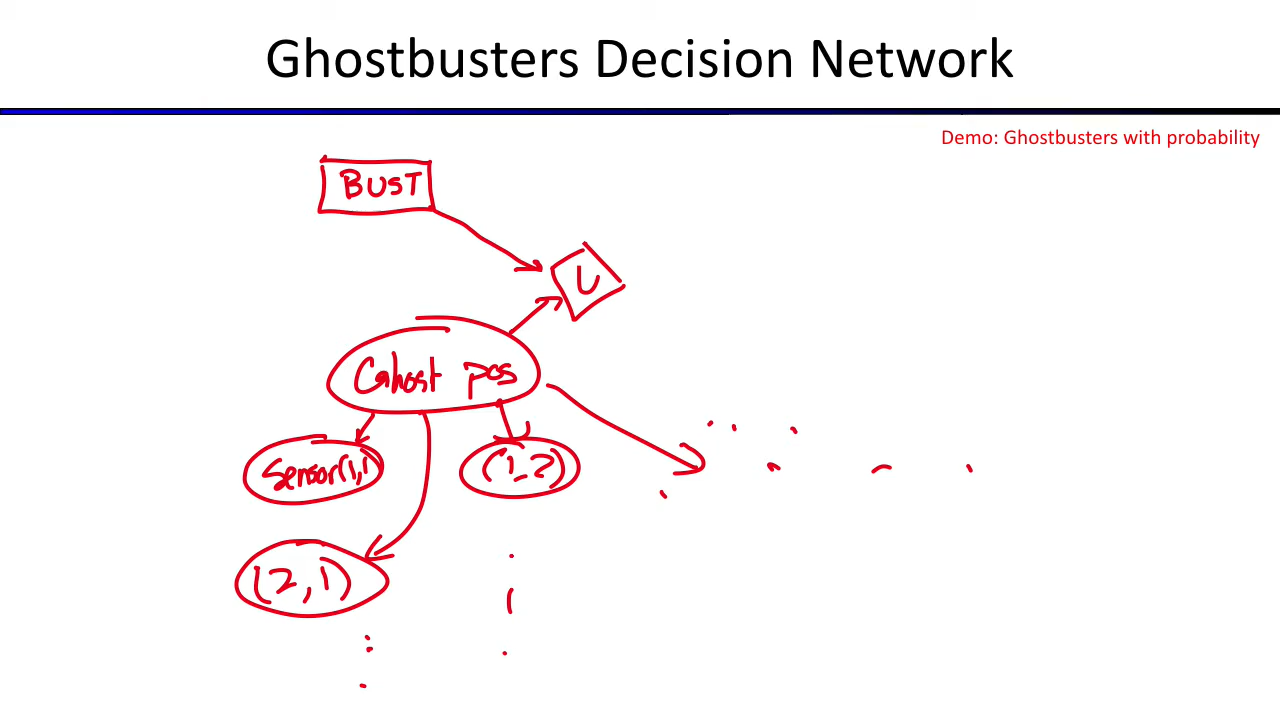 Ghostbusters Decision Network
Demo: Ghostbusters with probability
BUST
U
Ghost pos
Sensor(1,1)
(1,2)
(2,1)